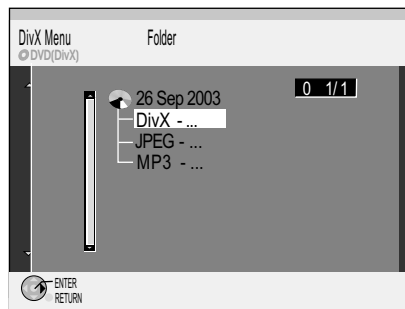 DivX Menu Folder
DVD(DivX)
0 1/1
26 Sep 2003
DivX - ...
JPEG - ...
MP3 - ...
ENTER
RETURN